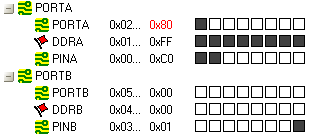 PORTA
PORTA 0x02... 0x80
DDRA 0x01... 0xFF
PINA 0x00... 0xC0
PORTB
PORTB 0x05... 0x00
DDRB 0x04... 0x00
PINB 0x03... 0x01